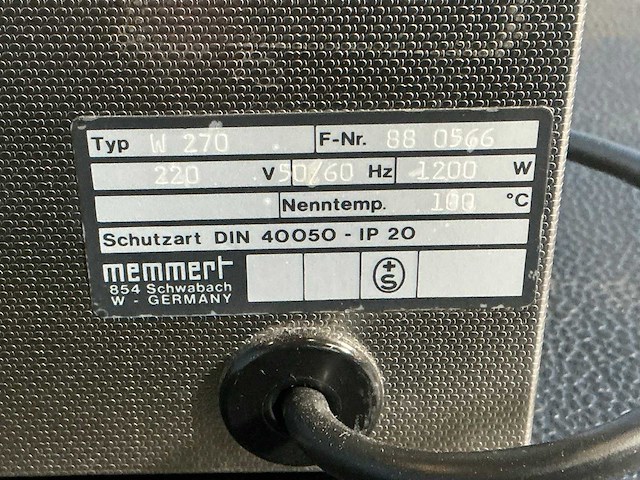 Typ W 270 F-Nr. 88 0566
220 V 50/60 Hz 1200 W
Nenntemp. 100 °C
Schutzart DIN 40050 - IP 20
memmert
854 Schwabach
W - GERMANY
+S